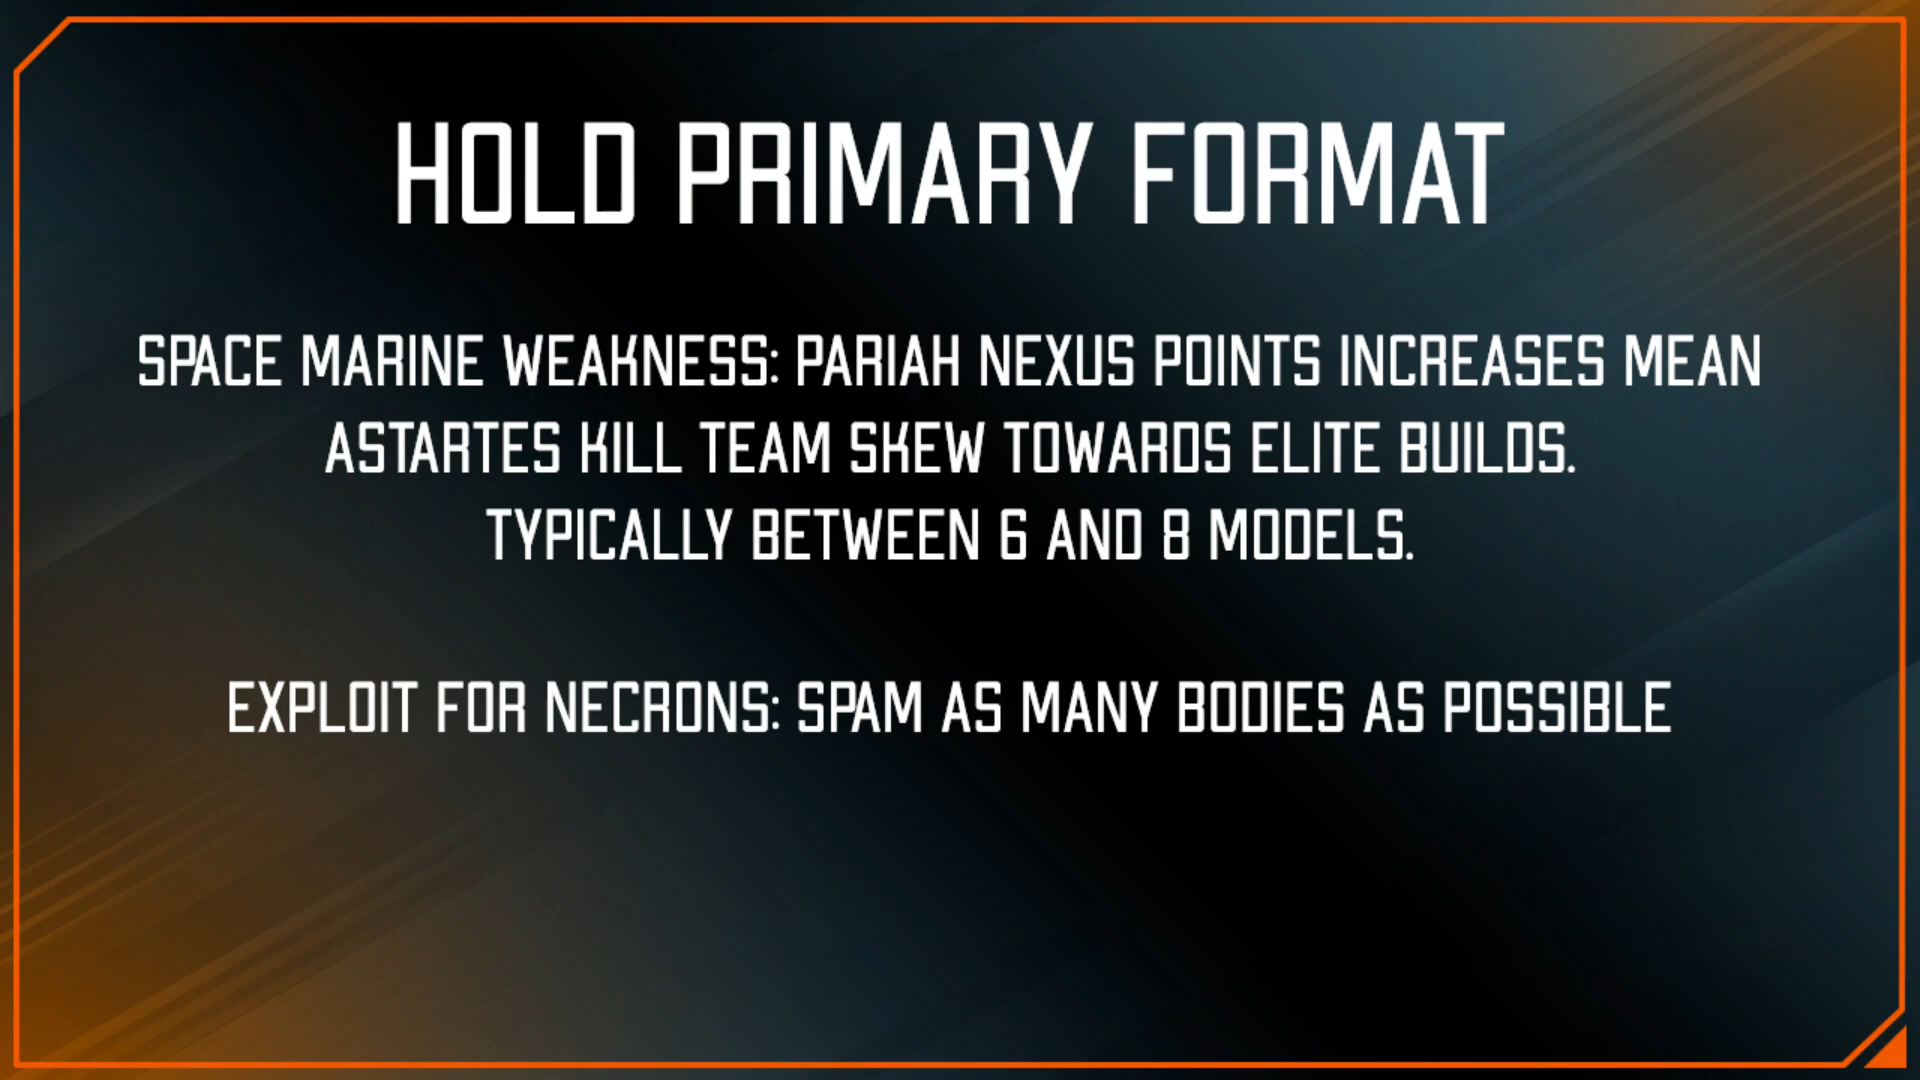 HOLD PRIMARY FORMAT
SPACE MARINE WEAKNESS: PARIAH NEXUS POINTS INCREASES MEAN
ASTARTES KILL TEAM SKEW TOWARDS ELITE BUILDS.
TYPICALLY BETWEEN 6 AND 8 MODELS.
EXPLOIT FOR NECRONS: SPAM AS MANY BODIES AS POSSIBLE